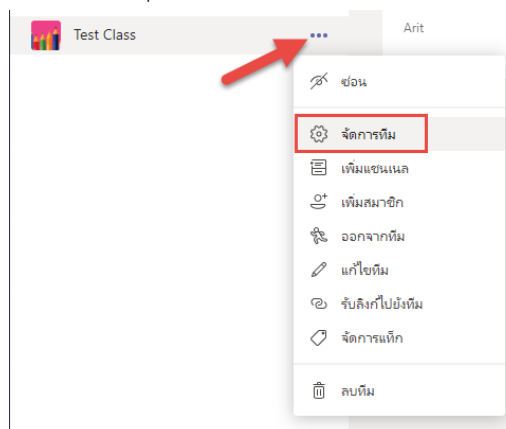 Test Class
Arit
ซ่อน
จัดการทีม
เพิ่มแชนเนล
เพิ่มสมาชิก
ออกจากทีม
แก้ไขทีม
รับลิงก์ไปยังทีม
จัดการแท็ก
ลบทีม